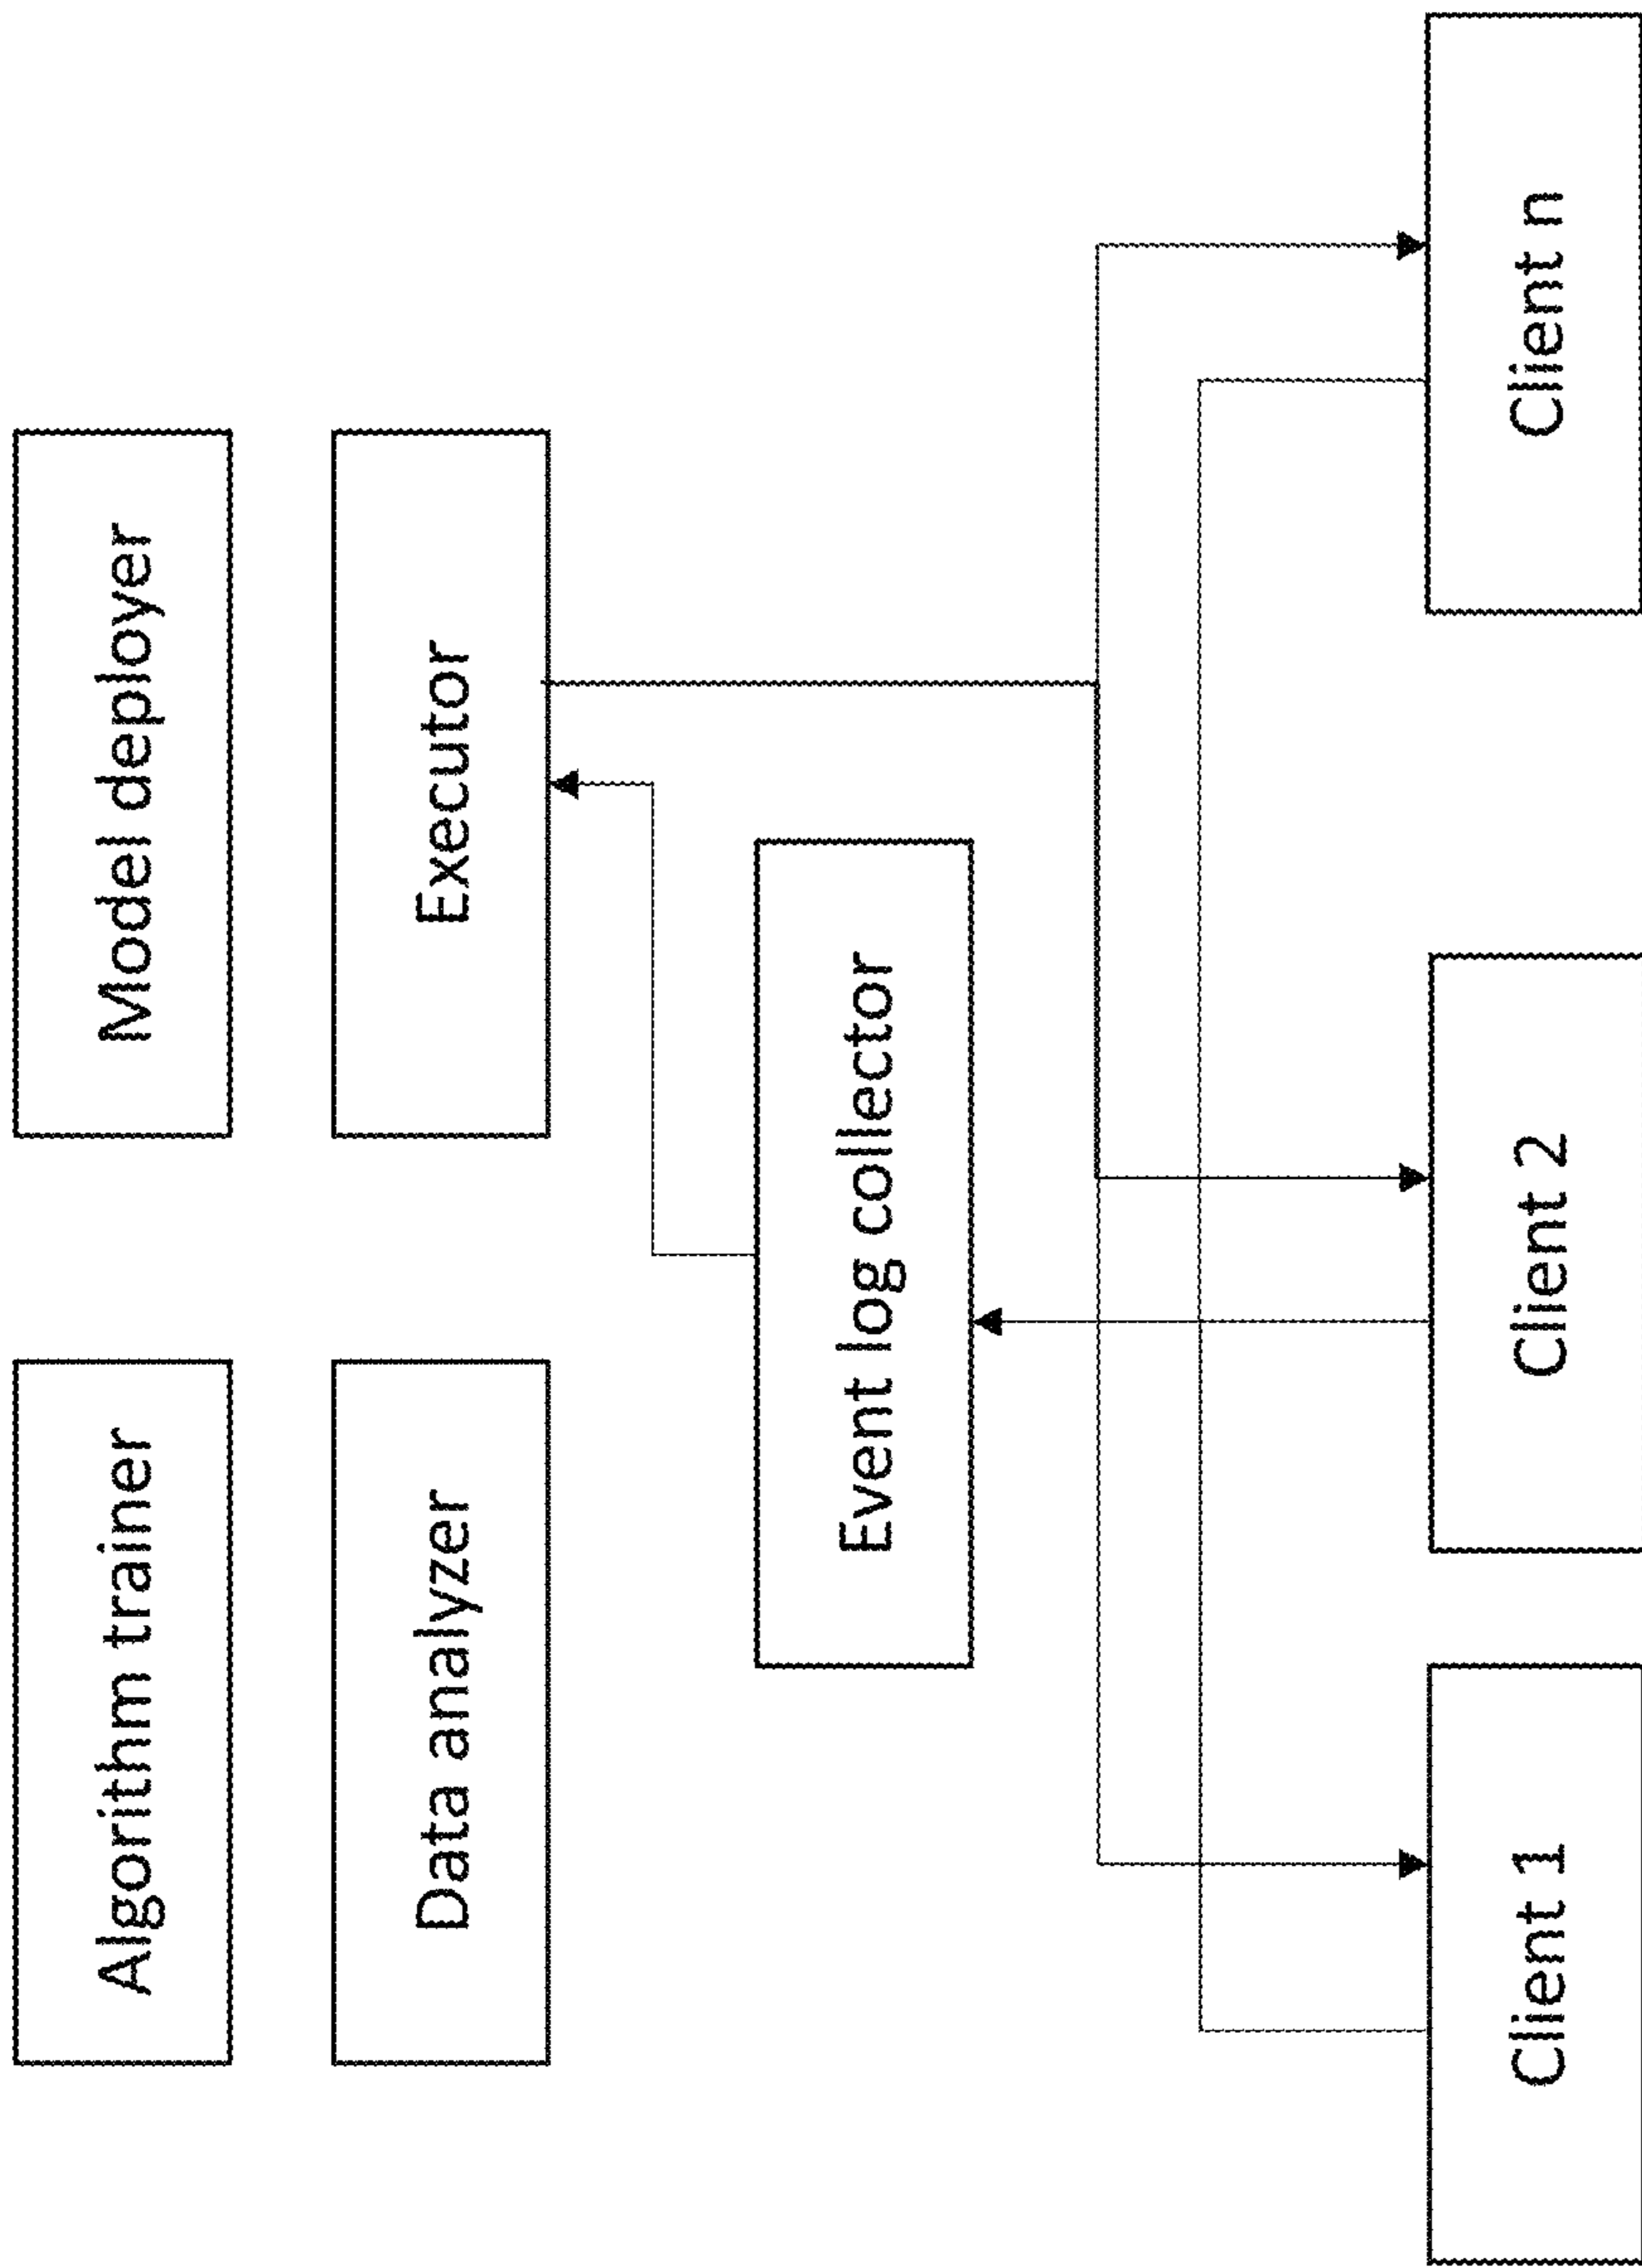 Algorithm trainer
Model deployer
Data analyzer
Executor
Event log collector
Client 1
Client 2
Client n